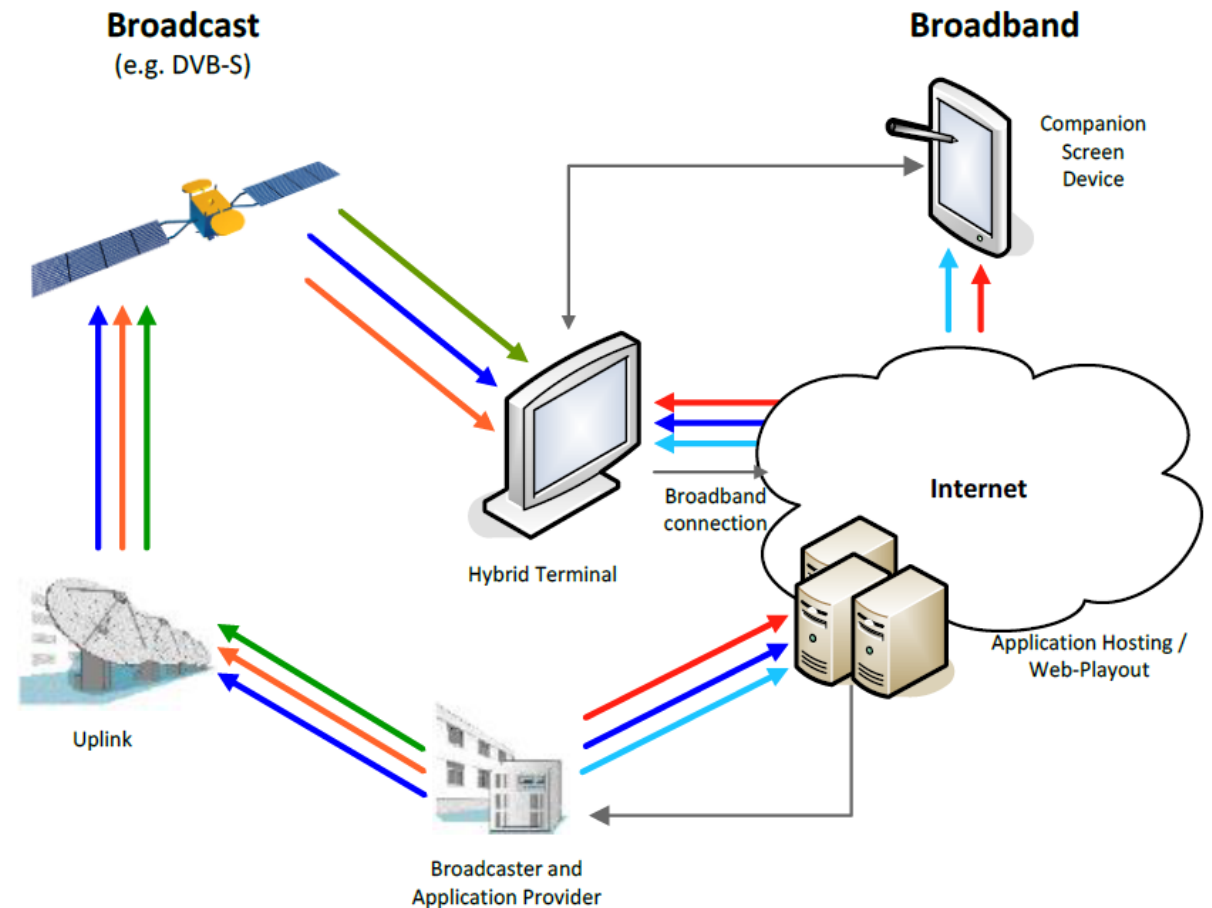 Broadcast
(e.g. DVB-S)
Broadband
Companion
Screen
Device
Broadband
connection
Internet
Hybrid Terminal
Application Hosting /
Web-Playout
Uplink
Broadcaster and
Application Provider